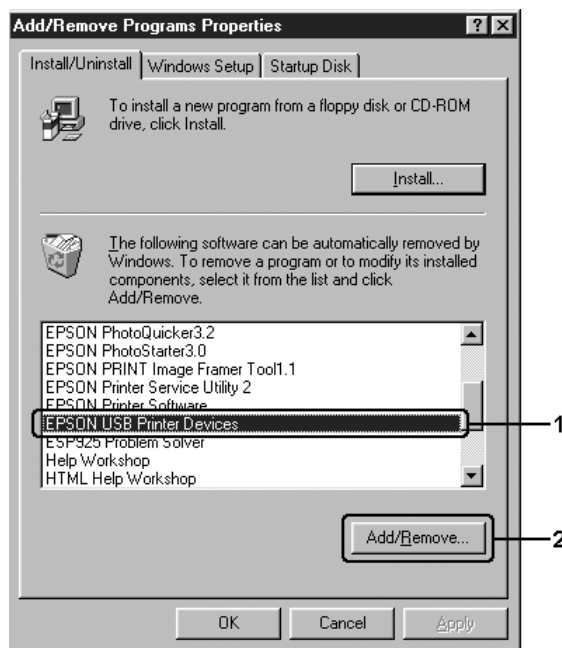 Add/Remove Programs Properties
Install/Uninstall Windows Setup Startup Disk
To install a new program from a floppy disk or CD-ROM
drive, click Install.
Install...
The following software can be automatically removed by
Windows. To remove a program or to modify its installed
components, select it from the list and click
Add/Remove.
EPSON PhotoQuicker3.2
EPSON PhotoStarter3.0
EPSON PRINT Image Framer Tool1.1
EPSON Printer Service Utility 2
EPSON Printer Software
EPSON USB Printer Devices
1
ESP925 Problem Solver
Help Workshop
HTML Help Workshop
Add/Remove...
2
OK Cancel Apply